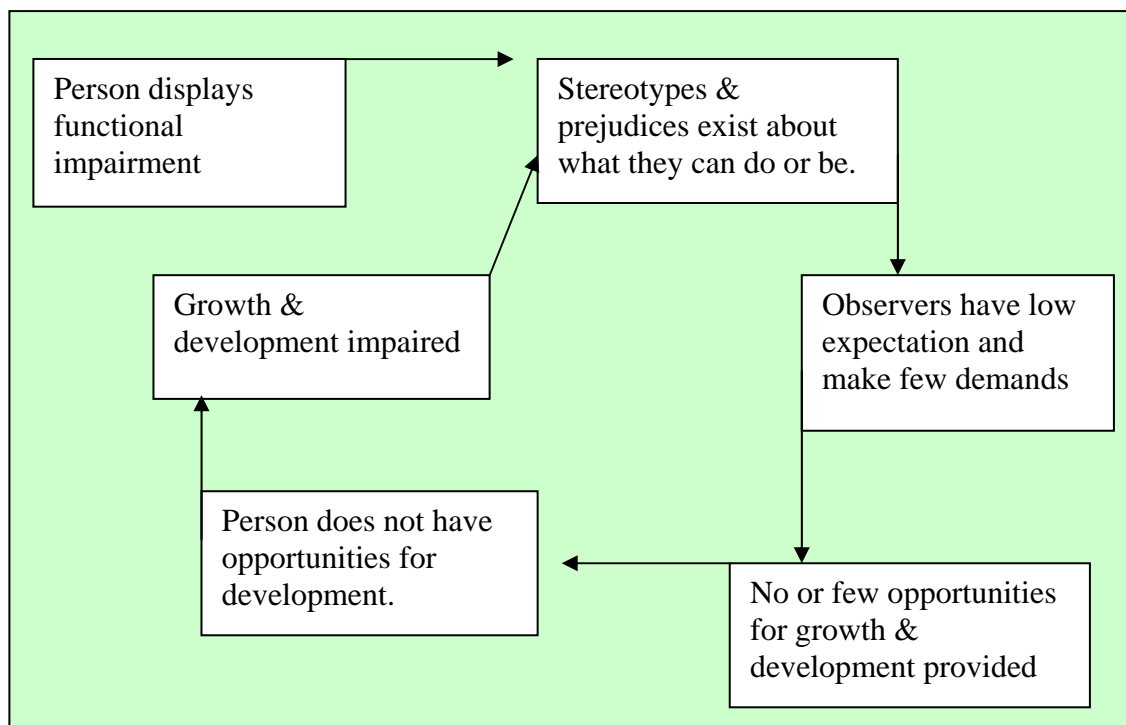 Person displays
functional
impairment
Stereotypes &
prejudices exist about
what they can do or be.
Observers have low
expectation and
make few demands
No or few opportunities
for growth &
development provided
Person does not have
opportunities for
development.
Growth &
development impaired